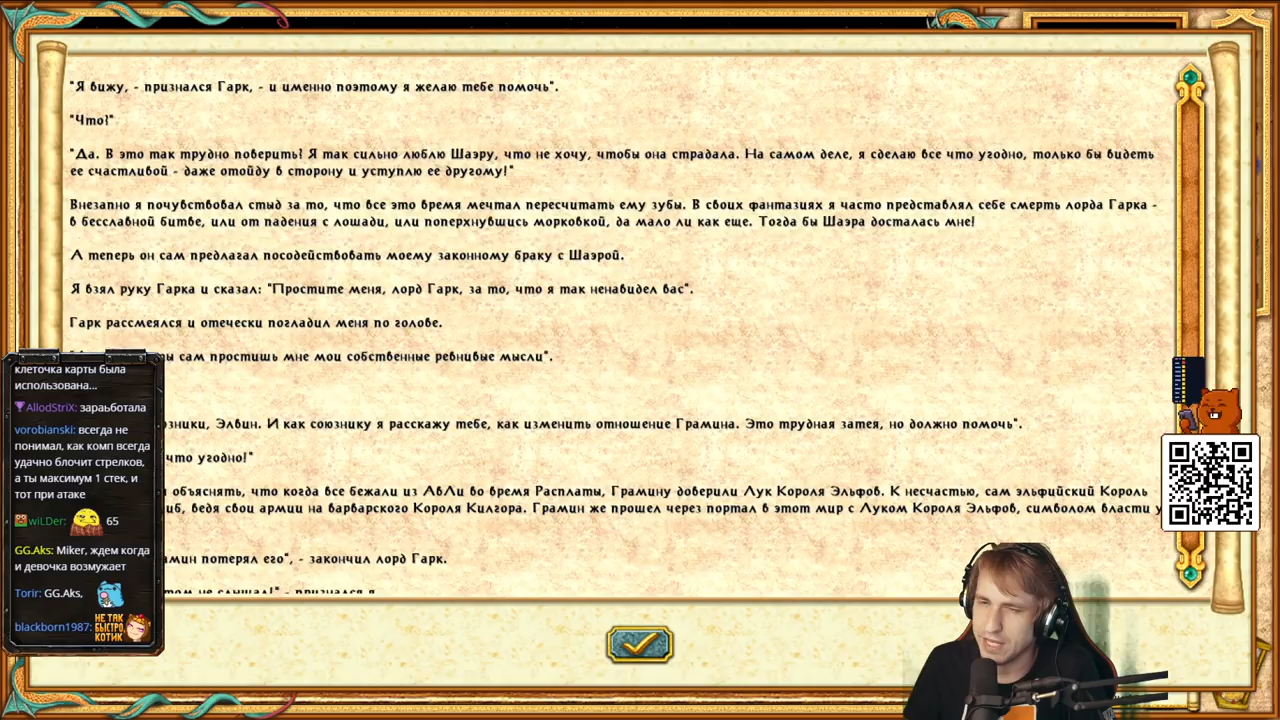 "Я вижу, - признался Гарк, - и именно поэтому я желаю тебе помочь".
"Что?"
"Да. В это так трудно поверить? Я так сильно люблю Шаэру, что не хочу, чтобы она страдала. На самом деле, я сделаю все что угодно, только бы видеть
ее счастливой - даже отойду в сторону и уступлю ее другому!"
Внезапно я почувствовал стыд за то, что все это время мечтал пересчитать ему зубы. В своих фантазиях я часто представлял себе смерть лорда Гарка -
в бесславной битве, или от падения с лошади, или поперхнувшись морковкой, да мало ли как еще. Тогда бы Шаэра досталась мне!
А теперь он сам предлагал посодействовать моему законному браку с Шаэрой.
Я взял руку Гарка и сказал: "Простите меня, лорд Гарк, за то, что я так ненавидел вас".
Гарк рассмеялся и отечески погладил меня по голове.
ты сам простишь мне мои собственные ревнивые мысли".
Элвин. И как союзнику я расскажу тебе, как изменить отношение Грамина. Это трудная затея, но должно помочь".
что угодно!"
объяснять, что когда все бежали из АвЛи во время Расплаты, Грамину доверили Лук Короля Эльфов. К несчастью, сам эльфийский Король
ведя свои армии на варварского Короля Килгора. Грамин же прошел через портал в этот мир с Луком Короля Эльфов, символом власти у
потерял его", - закончил лорд Гарк.
не слышал!" - признался я
клеточка карты была
использована...
AllodStriX: зараьботала
vorobianski: всегда не
понимал, как комп всегда
удачно блочит стрелков,
а ты максимум 1 стек, и
тот при атаке
wiLDer: 65
GG.Aks: Miker, ждем когда
и девочка возмужает
Torir: GG.Aks,
blackborn1987: НЕ ТАК
БЫСТРО,
КОТИК